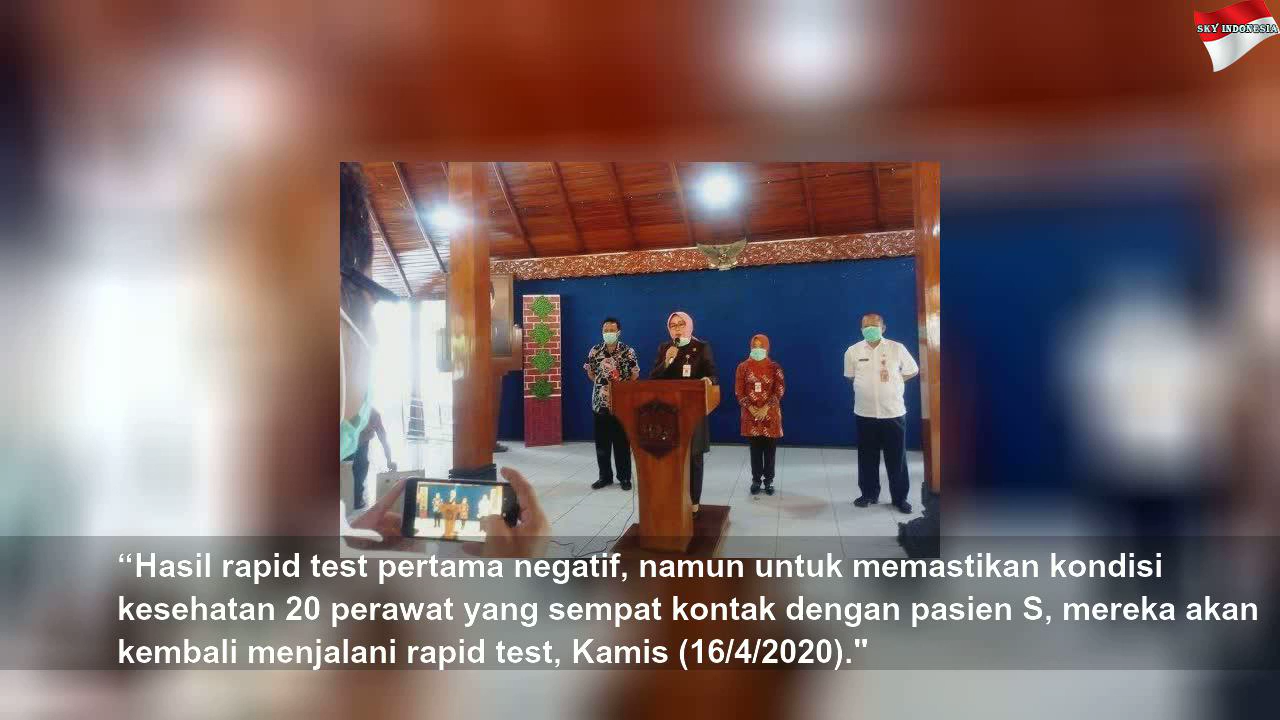 SKY INDONESIA
“Hasil rapid test pertama negatif, namun untuk memastikan kondisi
kesehatan 20 perawat yang sempat kontak dengan pasien S, mereka akan
kembali menjalani rapid test, Kamis (16/4/2020)."